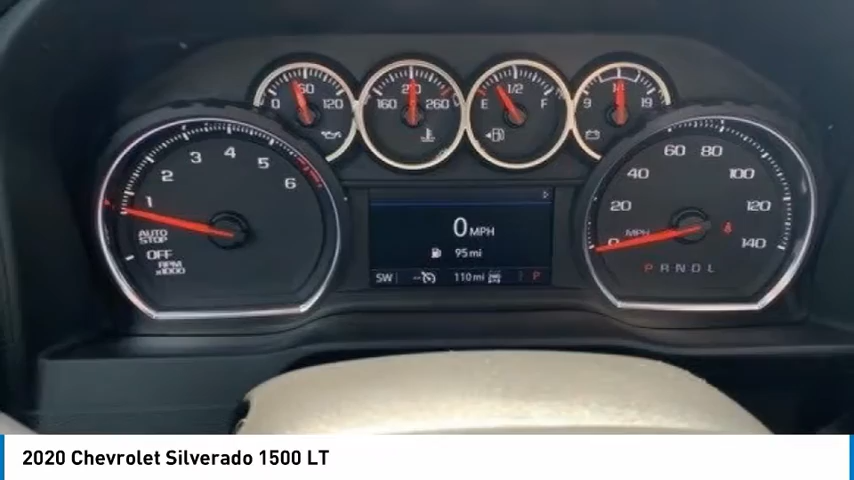 0 60 120
160 210 260
E 1/2 F
9 14 19
1 2 3 4 5 6
AUTO
STOP
OFF
RPM
x1000
0 MPH
95 mi
SW -- 110 mi P
0 20 40 60 80 100 120 140
MPH
P R N D L
2020 Chevrolet Silverado 1500 LT